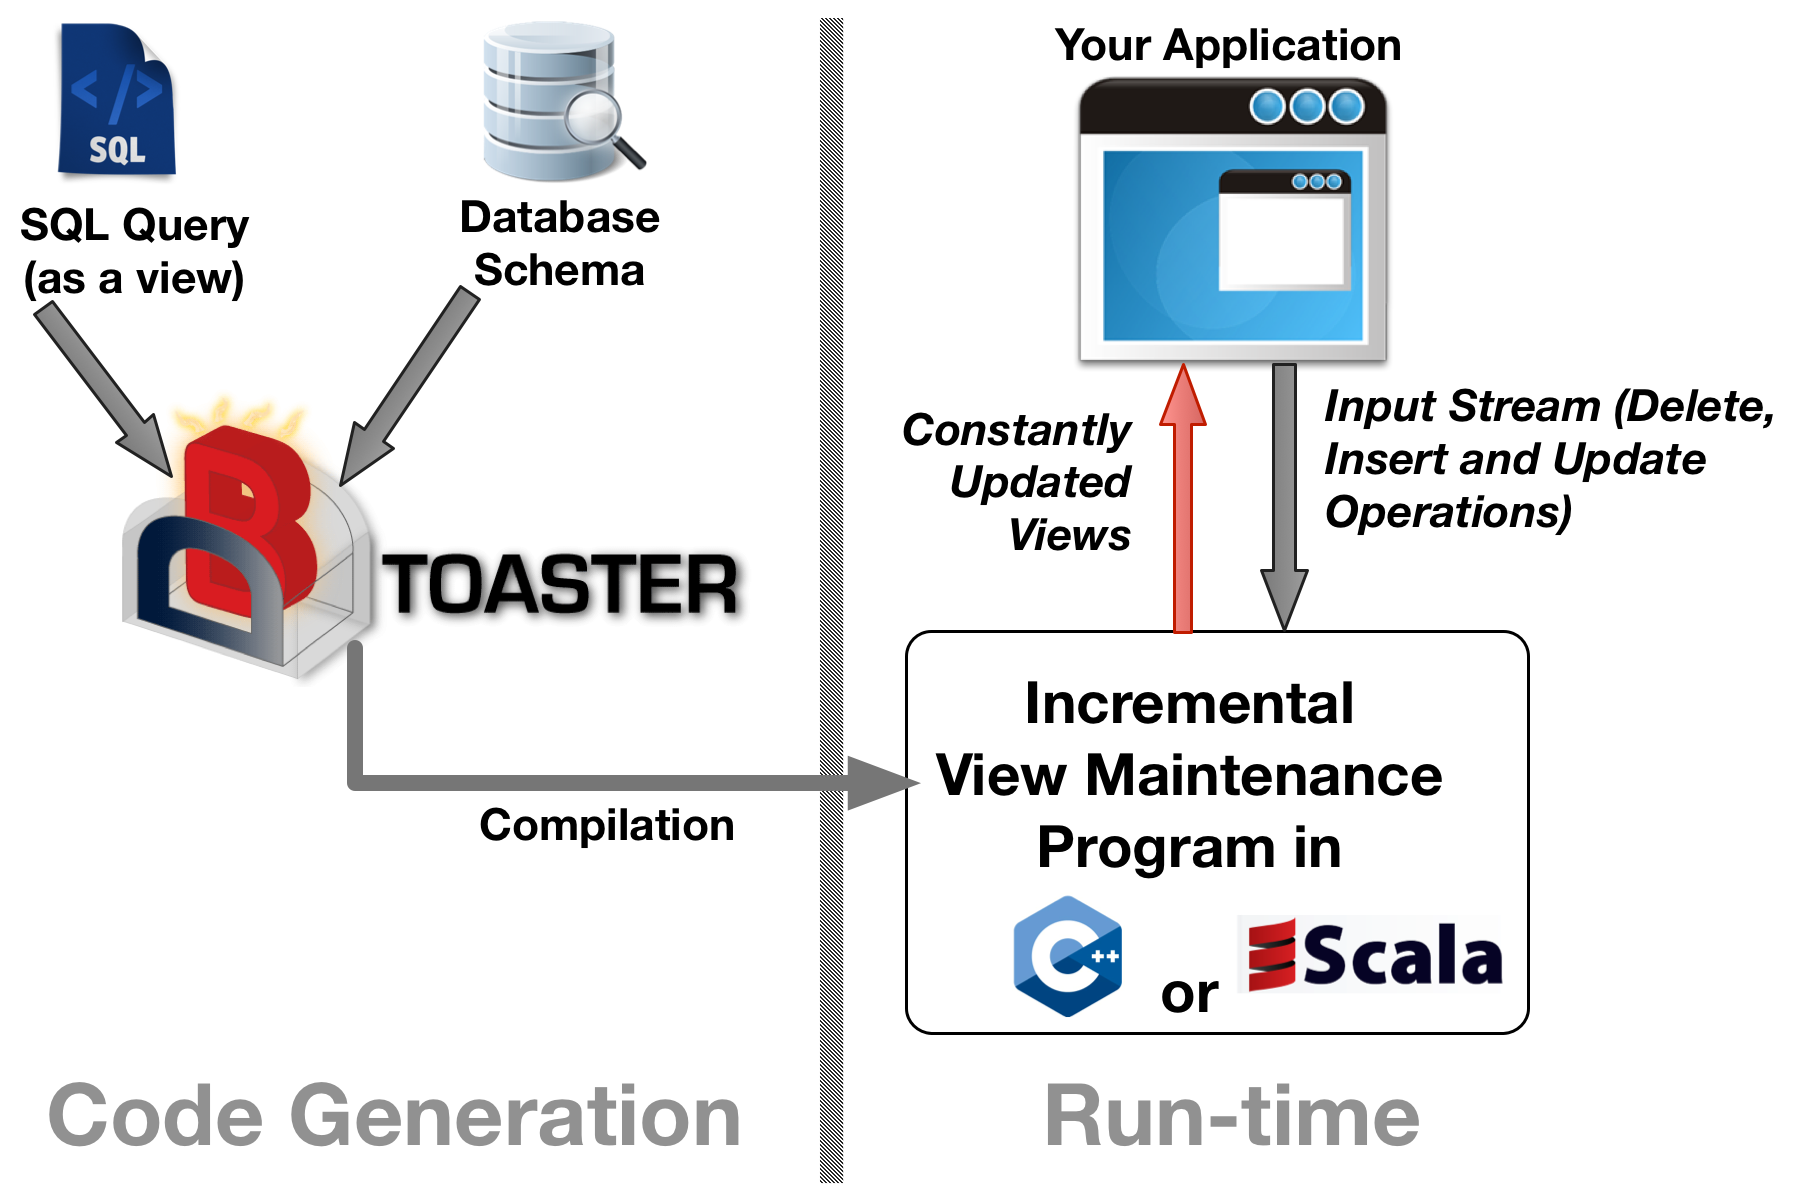 </>
SQL
SQL Query
(as a view)
Database
Schema
DB TOASTER
Compilation
Code Generation
Your Application
Constantly
Updated
Views
Input Stream (Delete,
Insert and Update
Operations)
Incremental
View Maintenance
Program in
C++ or Scala
Run-time